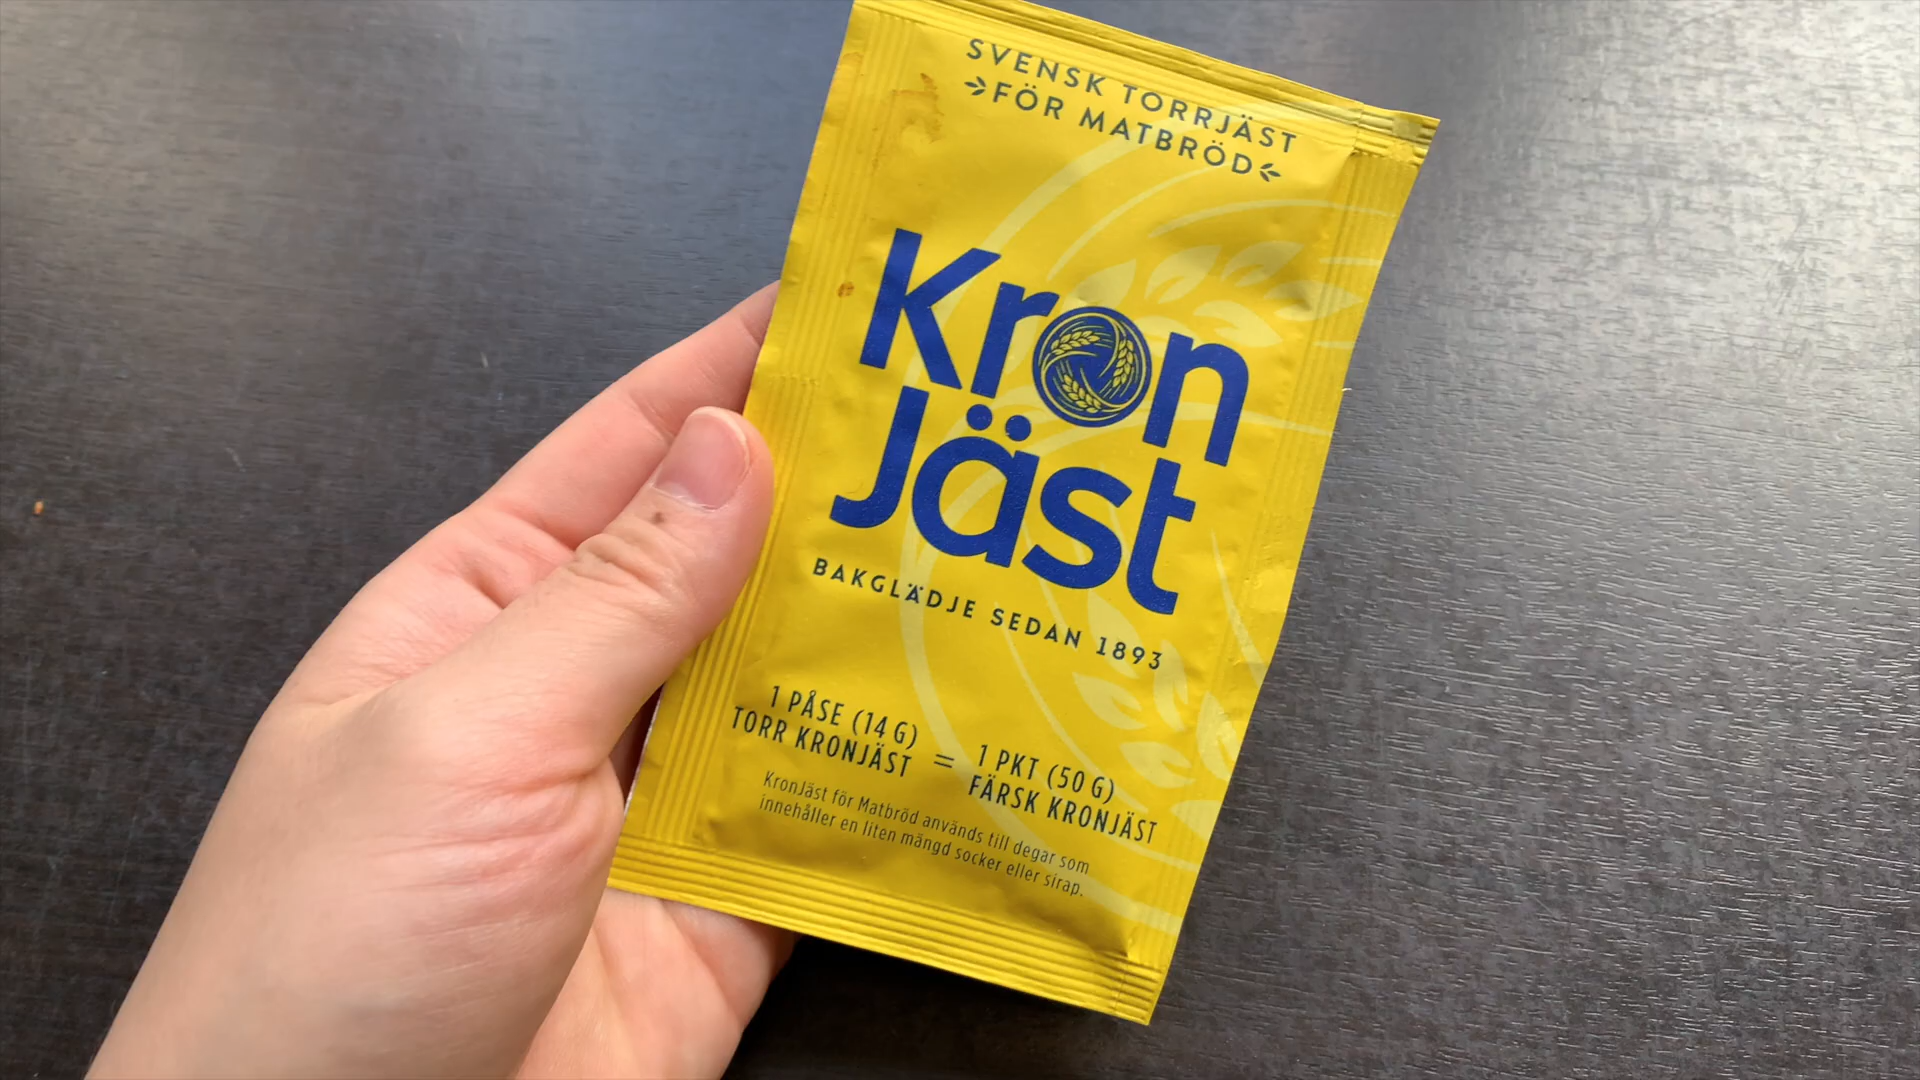 SVENSK TORRJÄST
FÖR MATBRÖD
Kron
Jäst
BAKGLÄDJE SEDAN 1893
1 PÅSE (14 G)
TORR KRONJÄST
=
1 PKT (50 G)
FÄRSK KRONJÄST
KronJäst för Matbröd används till degar som
innehåller en liten mängd socker eller sirap.